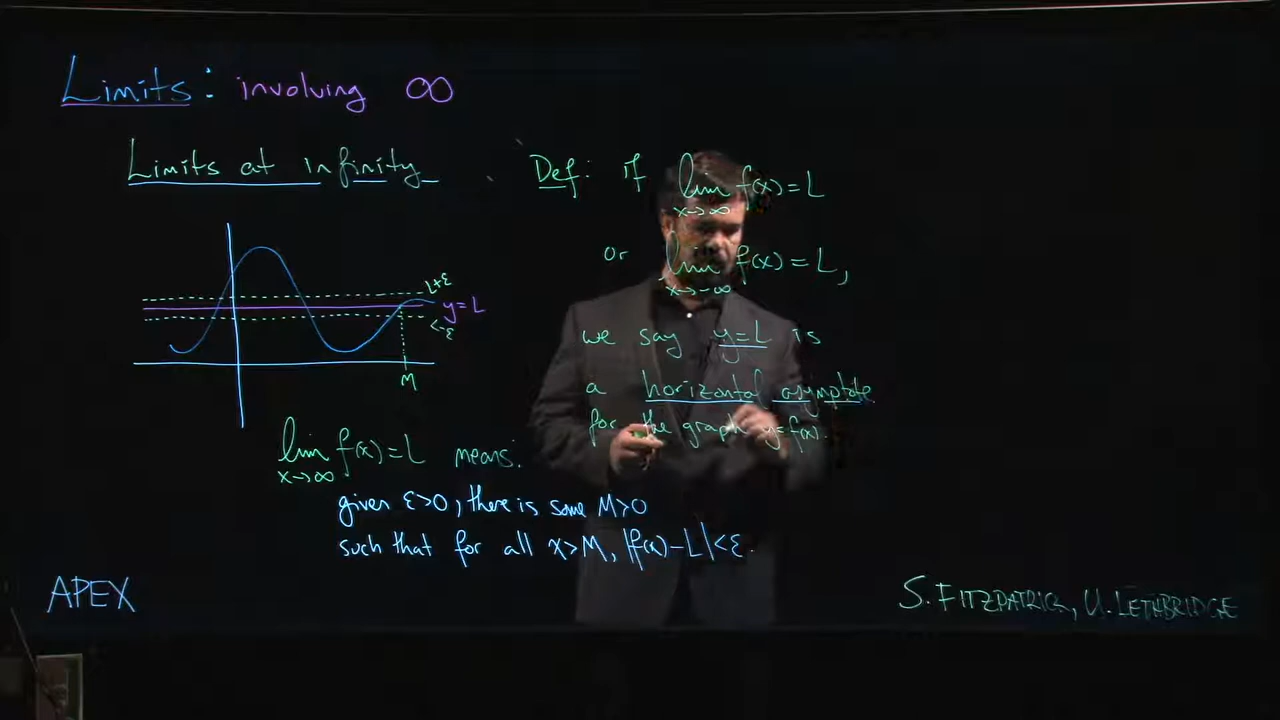 Limits: involving ∞
Limits at infinity
L+ε
y=L
L-ε
M
lim f(x)=L means:
x→∞
given ε>0, there is some M>0
such that for all x>M, |f(x)-L|<ε.
Def: if lim f(x)=L
x→∞
or lim f(x)=L,
x→-∞
we say y=L is
a horizontal asymptote
for the graph y=f(x).
APEX
S. FITZPATRICK, U. LETHBRIDGE